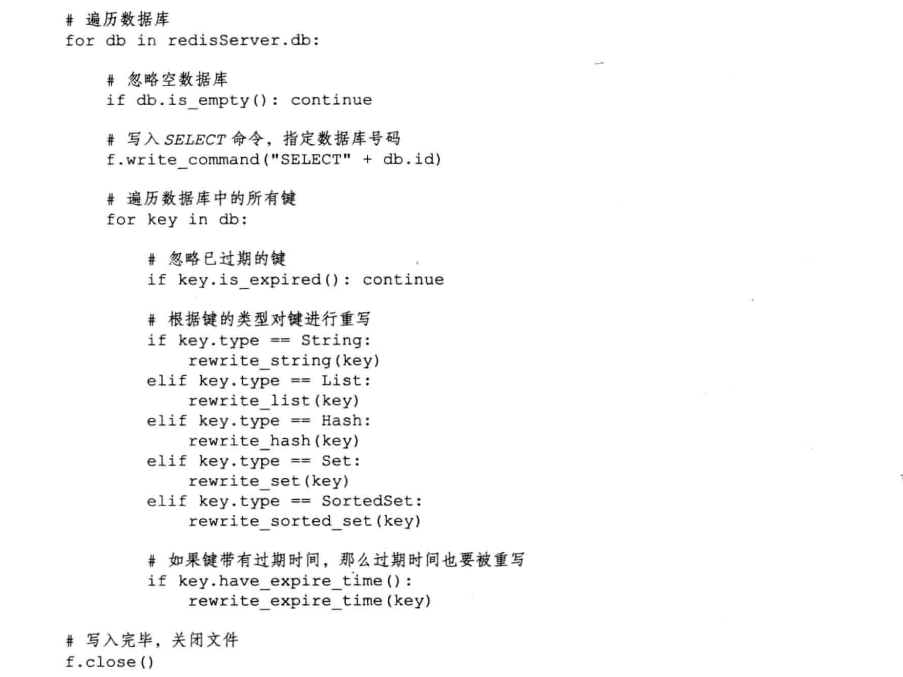 # 遍历数据库
for db in redisServer.db:
# 忽略空数据库
if db.is_empty(): continue
# 写入 SELECT 命令，指定数据库号码
f.write_command("SELECT" + db.id)
# 遍历数据库中的所有键
for key in db:
# 忽略已过期的键
if key.is_expired(): continue
# 根据键的类型对键进行重写
if key.type == String:
rewrite_string(key)
elif key.type == List:
rewrite_list(key)
elif key.type == Hash:
rewrite_hash(key)
elif key.type == Set:
rewrite_set(key)
elif key.type == SortedSet:
rewrite_sorted_set(key)
# 如果键带有过期时间，那么过期时间也要被重写
if key.have_expire_time():
rewrite_expire_time(key)
# 写入完毕，关闭文件
f.close()